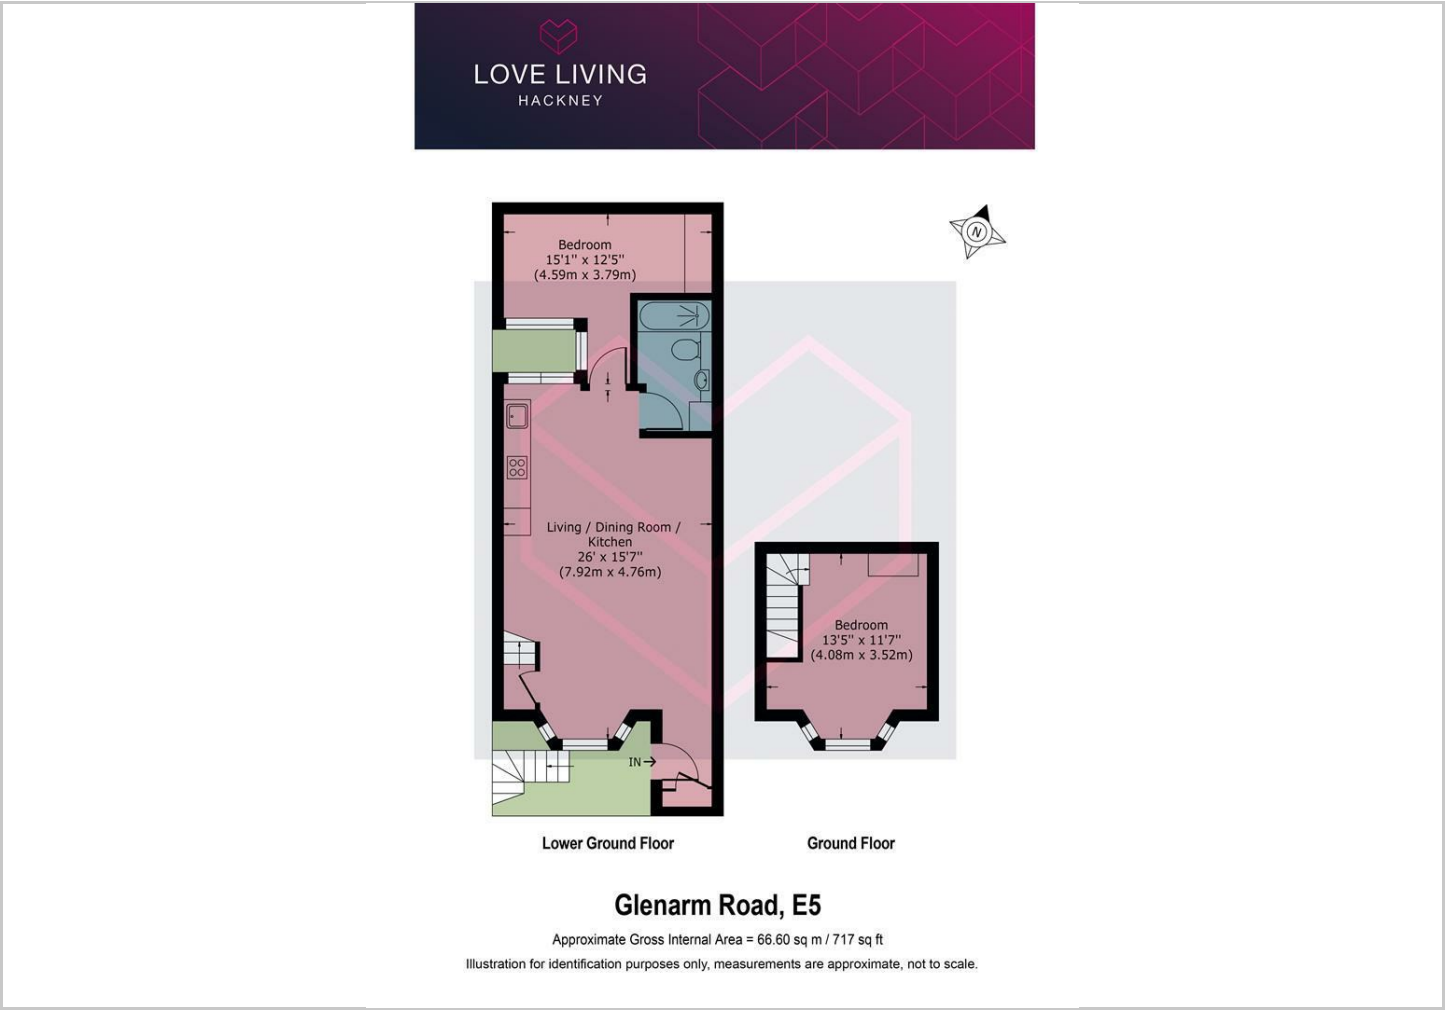 LOVE LIVING
HACKNEY
N
Bedroom
15'1" x 12'5"
(4.59m x 3.79m)
Living / Dining Room /
Kitchen
26' x 15'7"
(7.92m x 4.76m)
Bedroom
13'5" x 11'7"
(4.08m x 3.52m)
IN
Lower Ground Floor
Ground Floor
Glenarm Road, E5
Approximate Gross Internal Area = 66.60 sq m / 717 sq ft
Illustration for identification purposes only, measurements are approximate, not to scale.